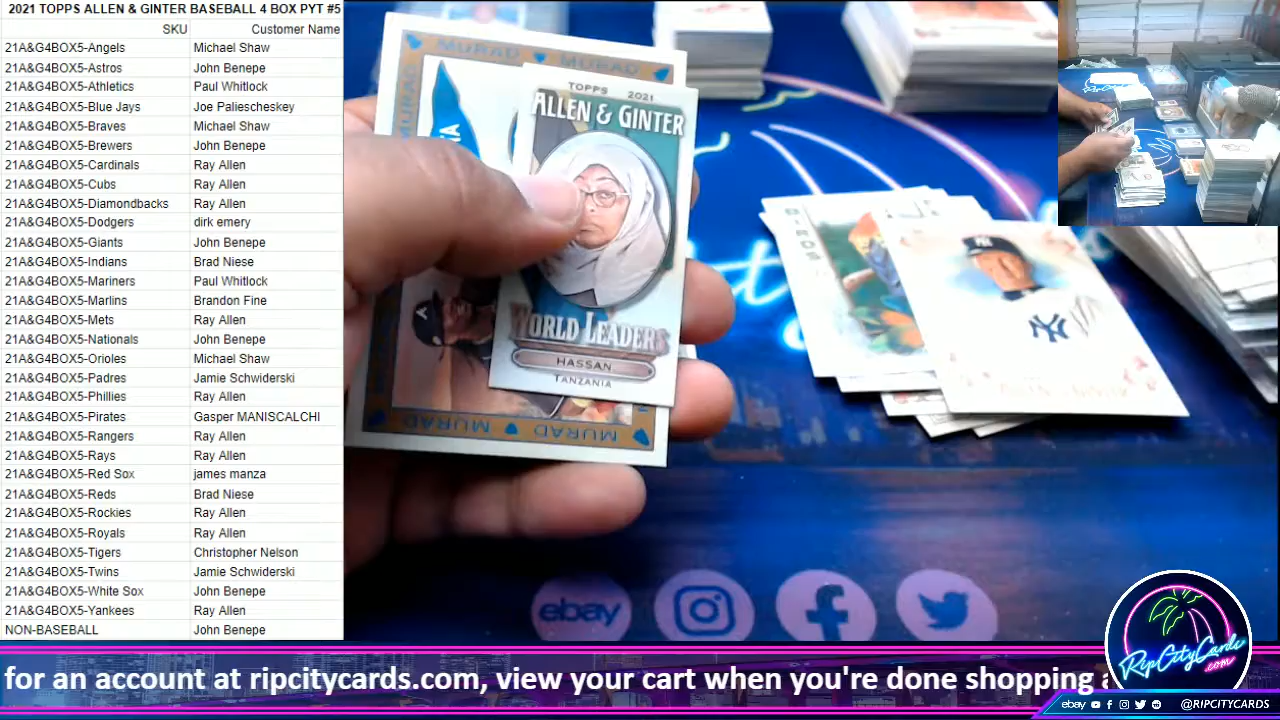 2021 TOPPS ALLEN & GINTER BASEBALL 4 BOX PYT #5
SKU Customer Name
21A&G4BOX5-Angels Michael Shaw
21A&G4BOX5-Astros John Benepe
21A&G4BOX5-Athletics Paul Whitlock
21A&G4BOX5-Blue Jays Joe Paliescheskey
21A&G4BOX5-Braves Michael Shaw
21A&G4BOX5-Brewers John Benepe
21A&G4BOX5-Cardinals Ray Allen
21A&G4BOX5-Cubs Ray Allen
21A&G4BOX5-Diamondbacks Ray Allen
21A&G4BOX5-Dodgers dirk emery
21A&G4BOX5-Giants John Benepe
21A&G4BOX5-Indians Brad Niese
21A&G4BOX5-Mariners Paul Whitlock
21A&G4BOX5-Marlins Brandon Fine
21A&G4BOX5-Mets Ray Allen
21A&G4BOX5-Nationals John Benepe
21A&G4BOX5-Orioles Michael Shaw
21A&G4BOX5-Padres Jamie Schwiderski
21A&G4BOX5-Phillies Ray Allen
21A&G4BOX5-Pirates Gasper MANISCALCHI
21A&G4BOX5-Rangers Ray Allen
21A&G4BOX5-Rays Ray Allen
21A&G4BOX5-Red Sox james manza
21A&G4BOX5-Reds Brad Niese
21A&G4BOX5-Rockies Ray Allen
21A&G4BOX5-Royals Ray Allen
21A&G4BOX5-Tigers Christopher Nelson
21A&G4BOX5-Twins Jamie Schwiderski
21A&G4BOX5-White Sox John Benepe
21A&G4BOX5-Yankees Ray Allen
NON-BASEBALL John Benepe
MURAD MURAD
MURAD
TOPPS 2021
ALLEN & GINTER
WORLD LEADERS
HASSAN
TANZANIA
MURAD MURAD
BIRDS
NY
NY
ebay
for an account at ripcitycards.com, view your cart when you're done shopping a
RipCityCards
.com
ebay @RIPCITYCARDS